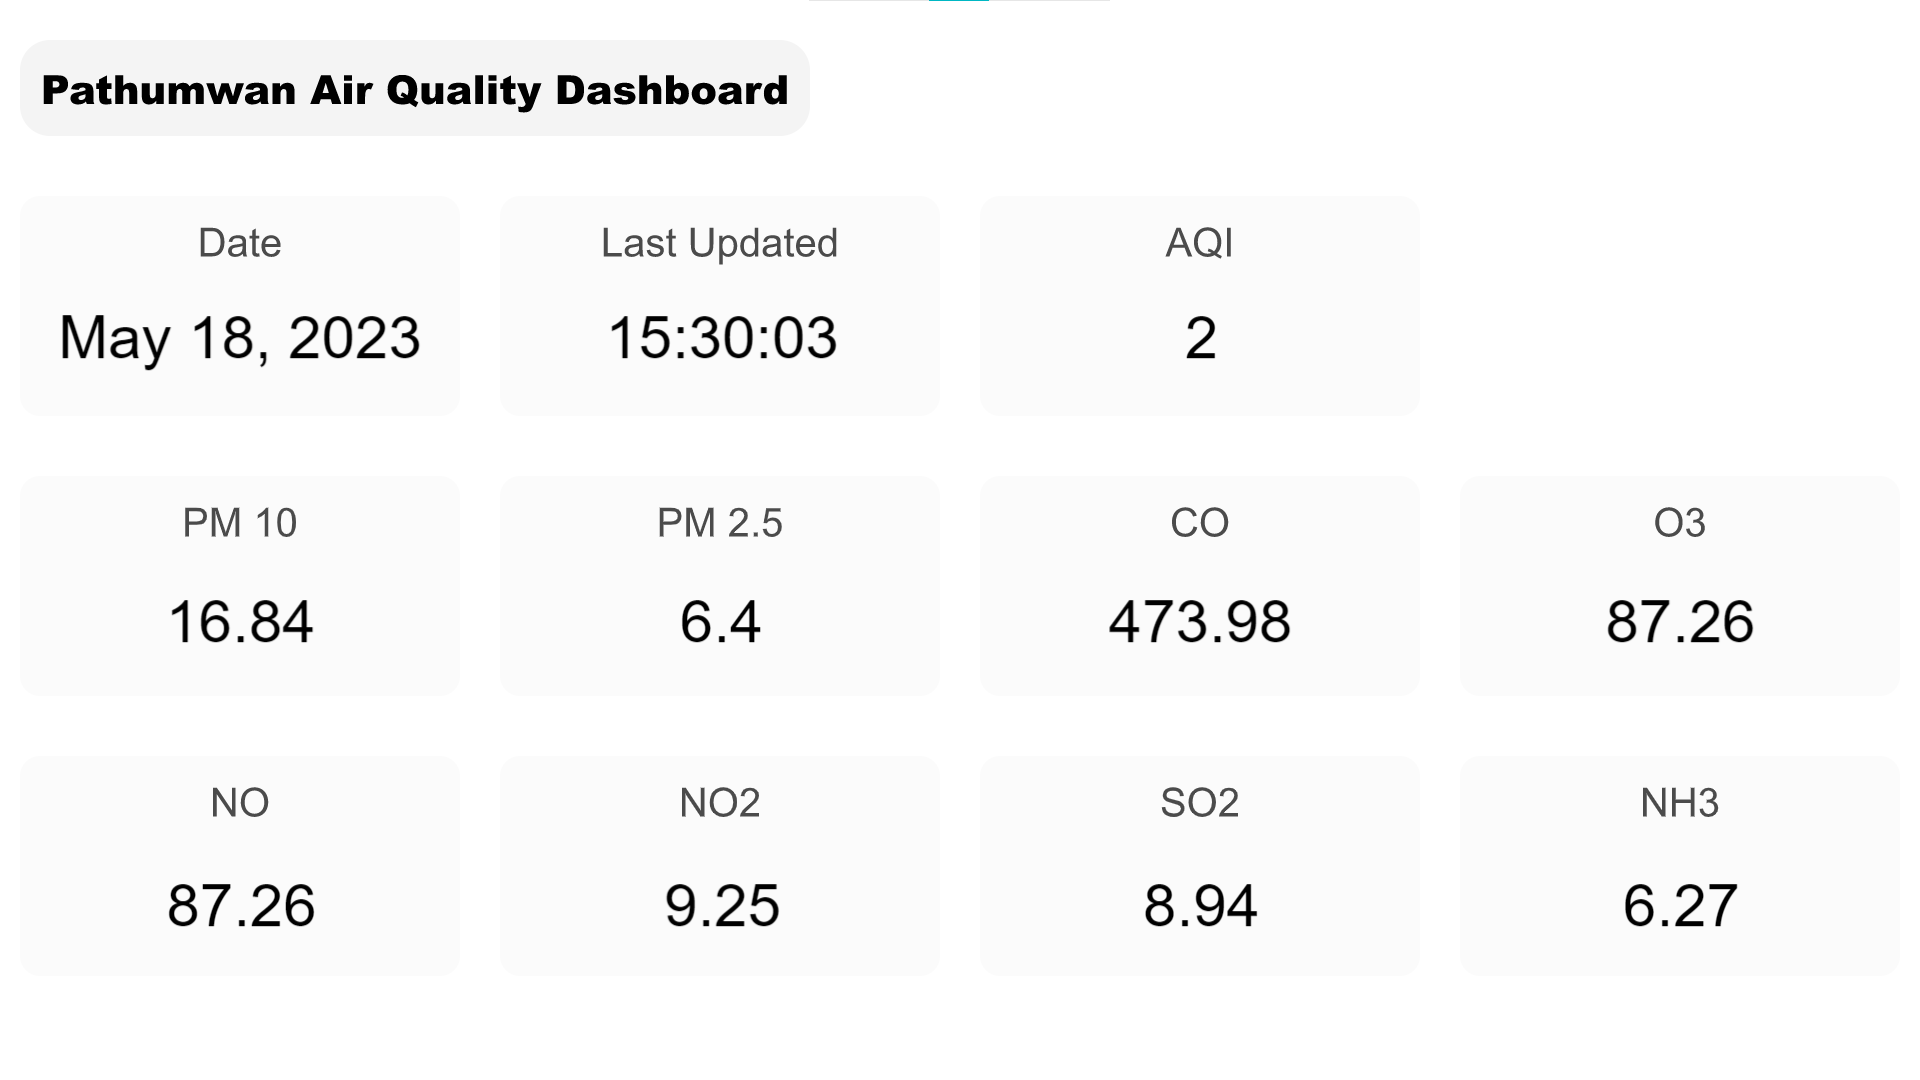 Pathumwan Air Quality Dashboard
Date
May 18, 2023
Last Updated
15:30:03
AQI
2
PM 10
16.84
PM 2.5
6.4
CO
473.98
O3
87.26
NO
87.26
NO2
9.25
SO2
8.94
NH3
6.27